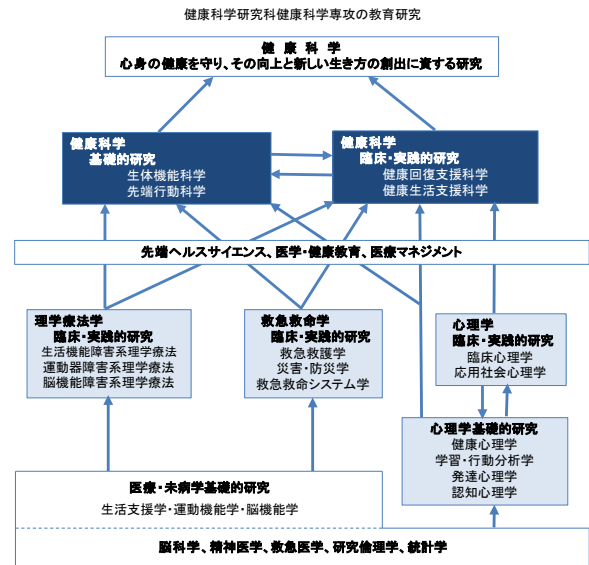 健康科学研究科健康科学専攻の教育研究
健 康 科 学
心身の健康を守り、その向上と新しい生き方の創出に資する研究
健康科学
基礎的研究
生体機能科学
先端行動科学
健康科学
臨床・実践的研究
健康回復支援科学
健康生活支援科学
先端ヘルスサイエンス、医学・健康教育、医療マネジメント
理学療法学
臨床・実践的研究
生活機能障害系理学療法
運動器障害系理学療法
脳機能障害系理学療法
救急救命学
臨床・実践的研究
救急救護学
災害・防災学
救急救命システム学
心理学
臨床・実践的研究
臨床心理学
応用社会心理学
心理学基礎的研究
健康心理学
学習・行動分析学
発達心理学
認知心理学
医療・未病学基礎的研究
生活支援学・運動機能学・脳機能学
脳科学、精神医学、救急医学、研究倫理学、統計学